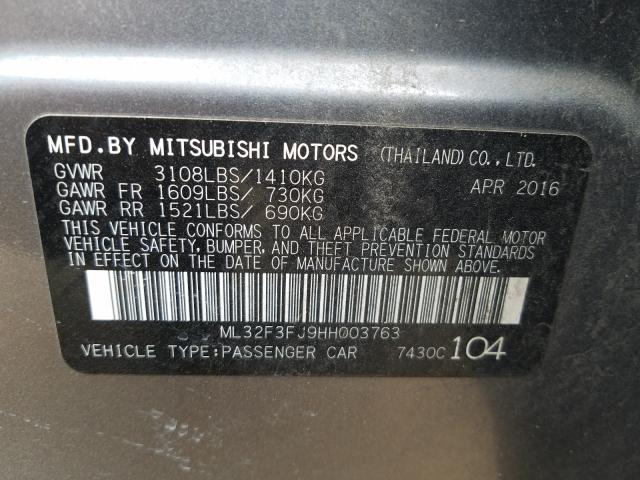 MFD.BY MITSUBISHI MOTORS (THAILAND) CO., LTD.
GVWR 3108LBS/1410KG APR 2016
GAWR FR 1609LBS/ 730KG
GAWR RR 1521LBS/ 690KG
THIS VEHICLE CONFORMS TO ALL APPLICABLE FEDERAL MOTOR
VEHICLE SAFETY, BUMPER, AND THEFT PREVENTION STANDARDS
IN EFFECT ON THE DATE OF MANUFACTURE SHOWN ABOVE.
ML32F3FJ9HH003763
VEHICLE TYPE:PASSENGER CAR 7430C 104